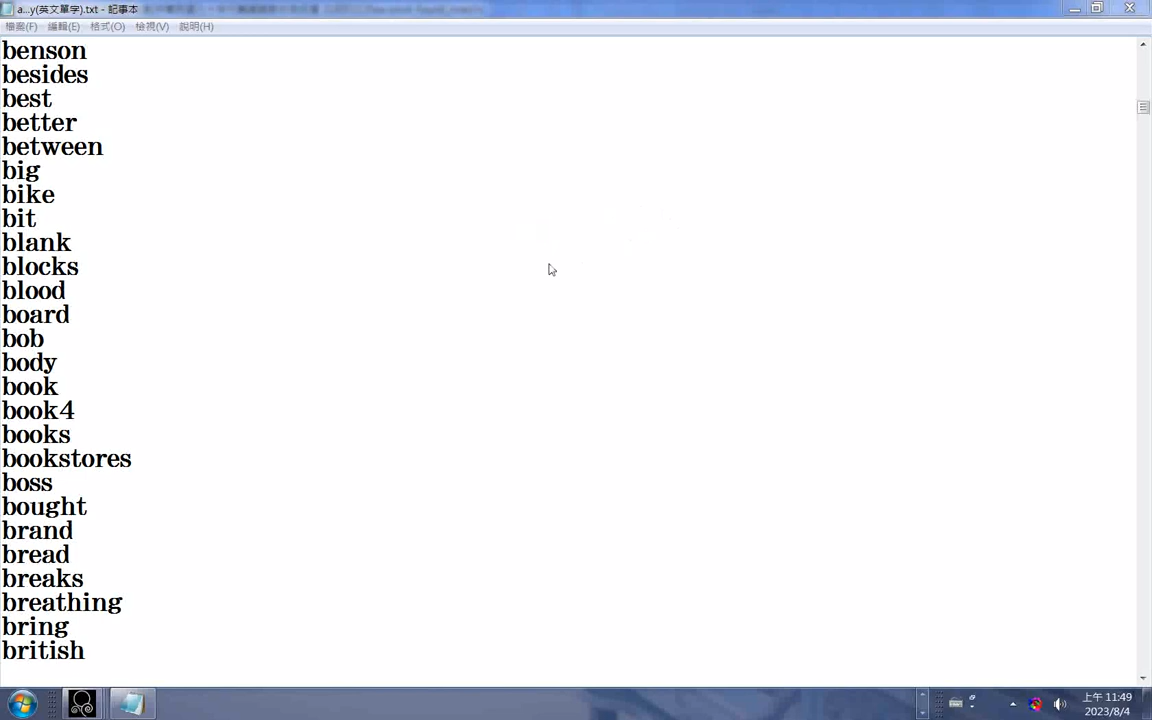 a...y(英文單字).txt - 記事本
檔案(F) 編輯(E) 格式(O) 檢視(V) 說明(H)
benson
besides
best
better
between
big
bike
bit
blank
blocks
blood
board
bob
body
book
book4
books
bookstores
boss
bought
brand
bread
breaks
breathing
bring
british
上午 11:49
2023/8/4